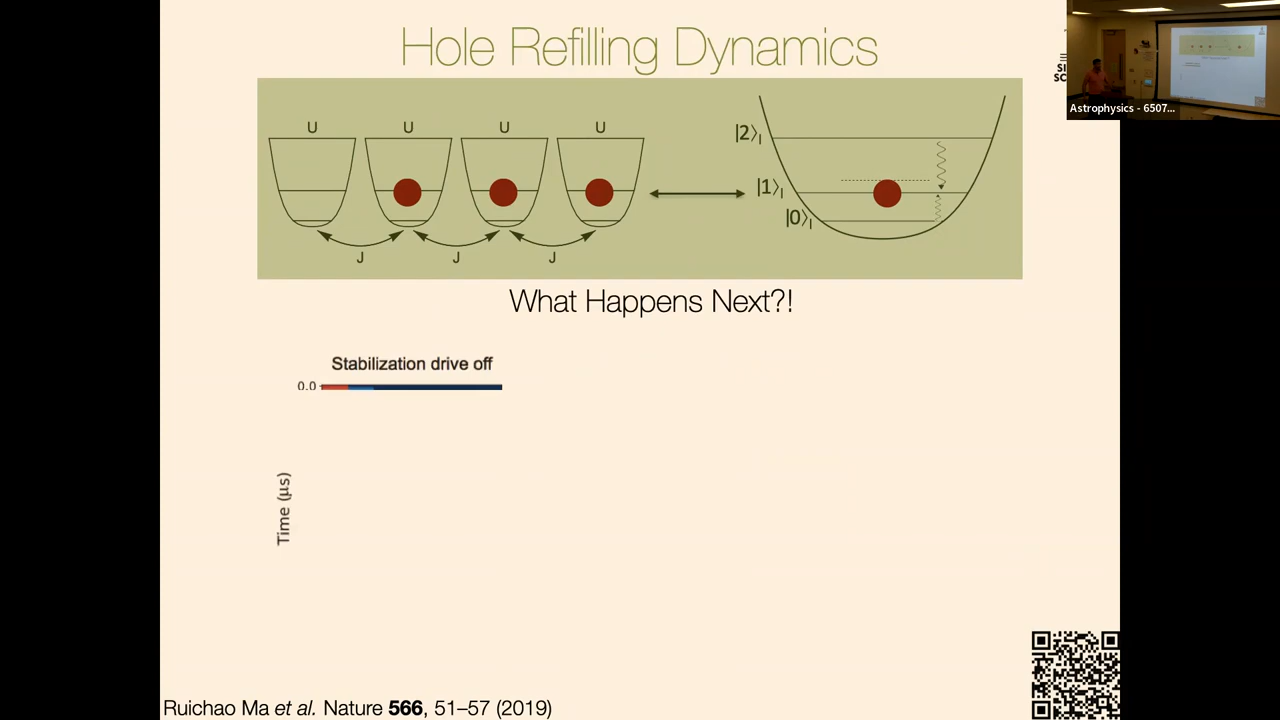 Hole Refilling Dynamics
U U U U
|2⟩l
|1⟩l
|0⟩l
J J J
What Happens Next?!
Stabilization drive off
0.0
Time (μs)
Ruichao Ma et al. Nature 566, 51–57 (2019)
Astrophysics - 6507...